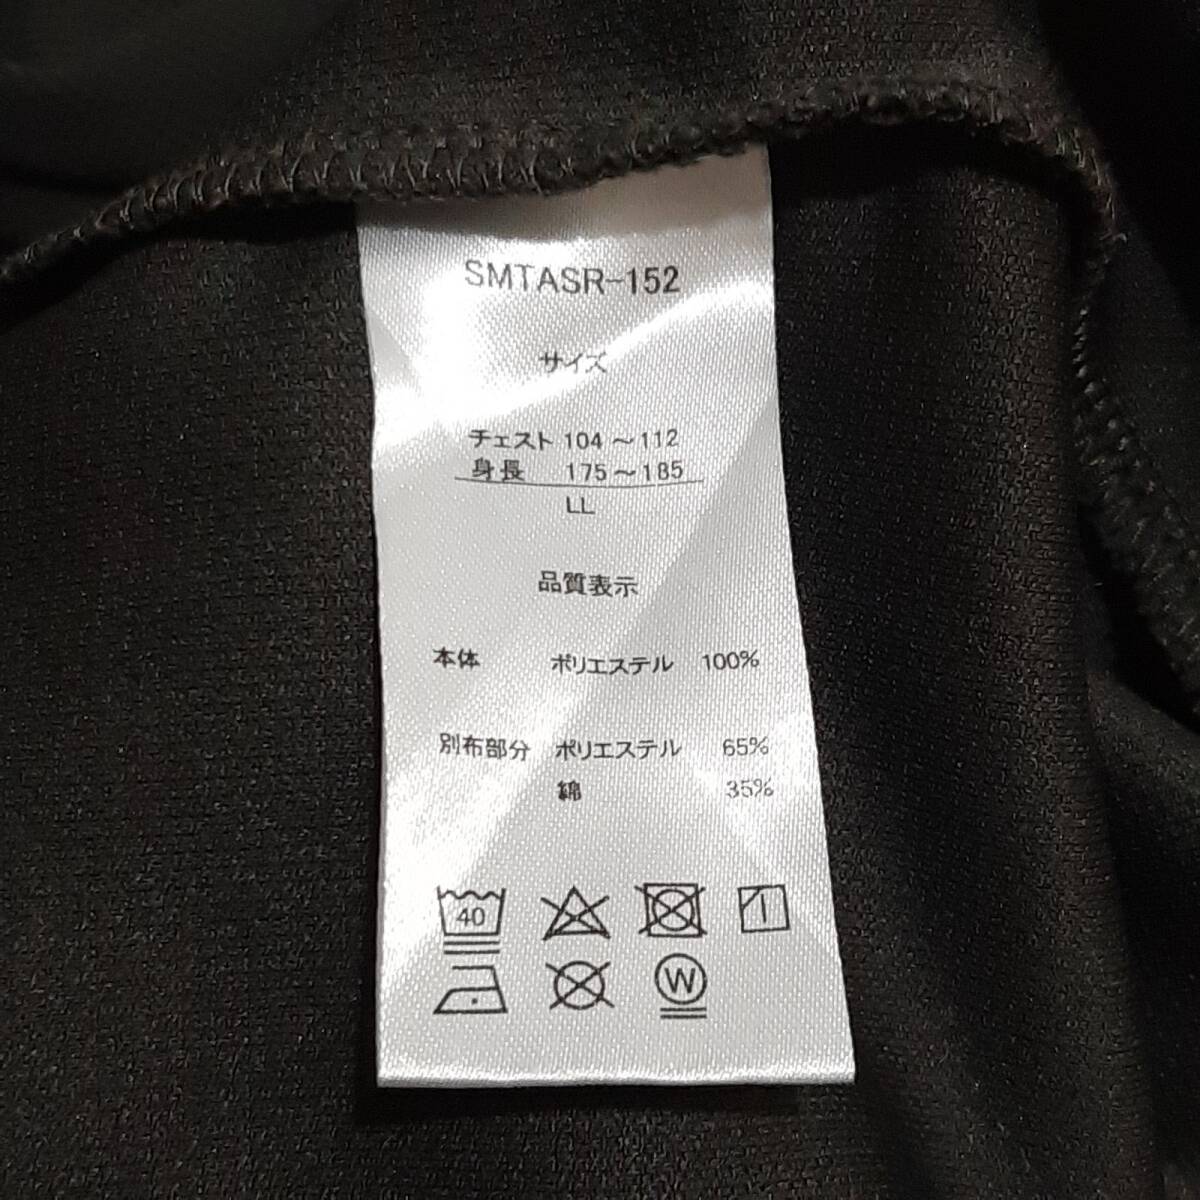 SMTASR-152
サイズ
チェスト 104 ～ 112
身長 175～185
LL
品質表示
本体 ポリエステル 100%
別布部分 ポリエステル 65%
綿 35%
40
W